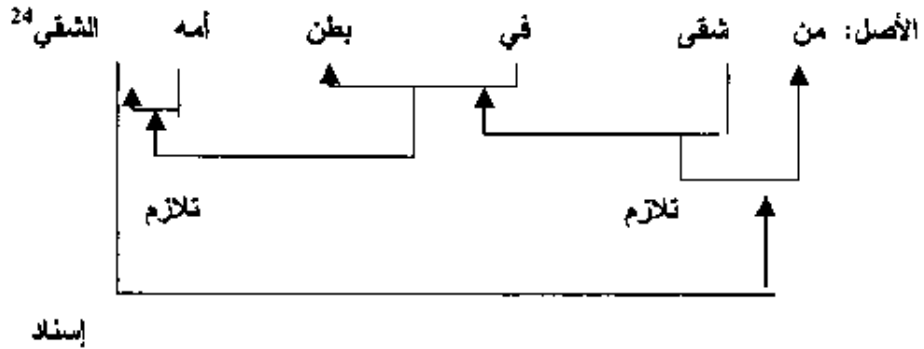 الأصل: من شقى في بطن أمه الشقي24
تلازم تلازم
إسناد